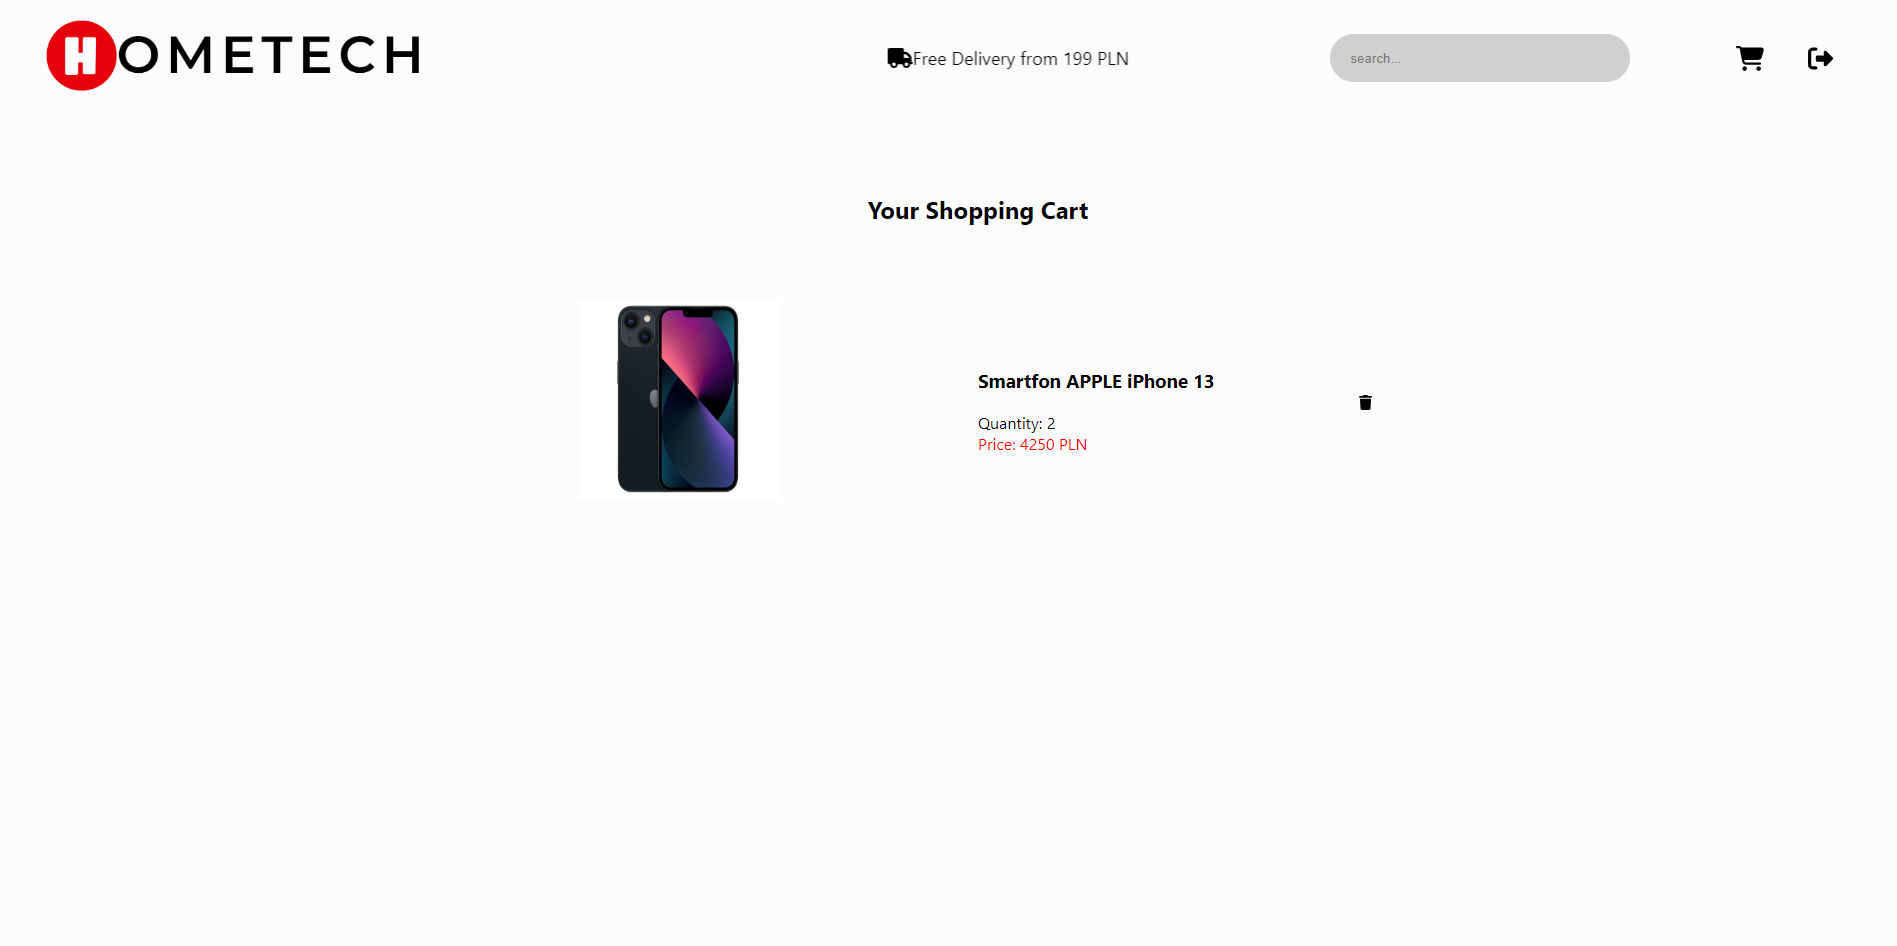 HOMETECH
Free Delivery from 199 PLN
search...
Your Shopping Cart
Smartfon APPLE iPhone 13
Quantity: 2
Price: 4250 PLN